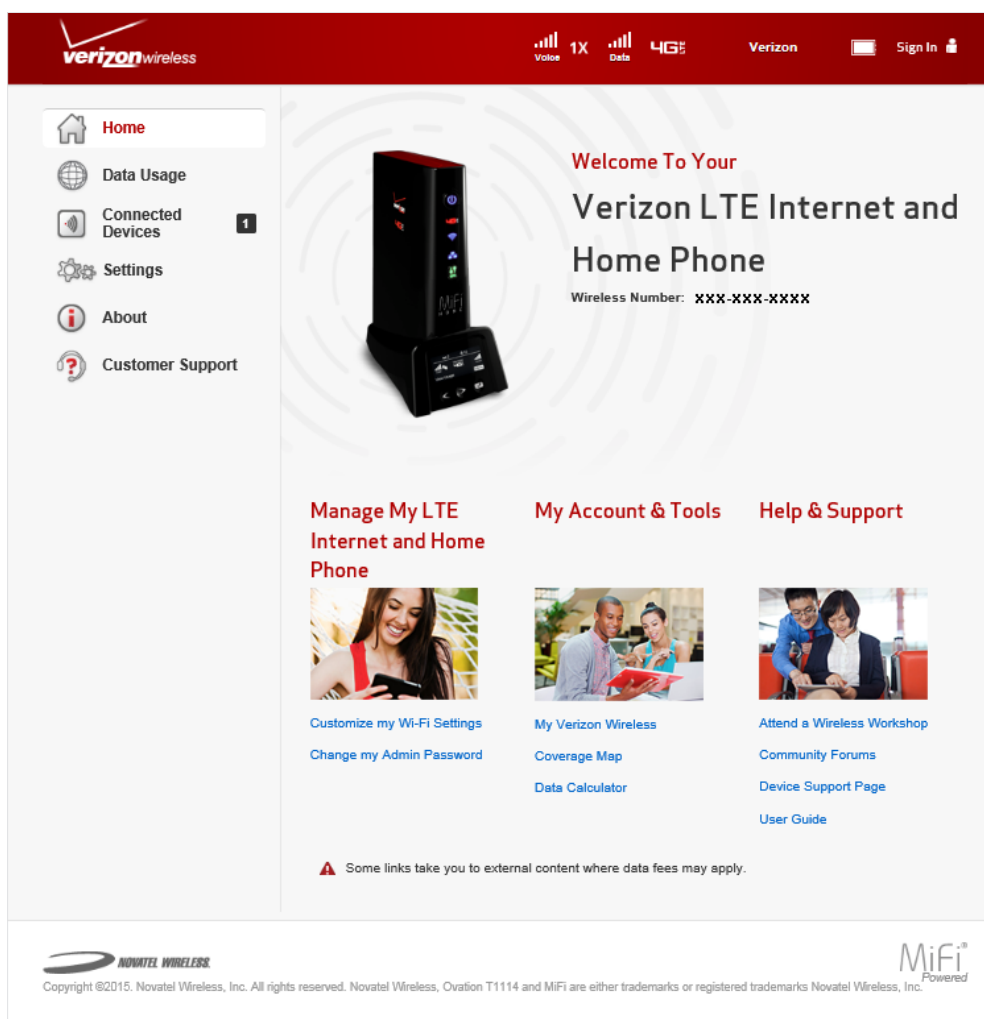 verizonwireless
Voice 1X Data 4GLTE Verizon Sign In
Home
Data Usage
Connected
Devices 1
Settings
About
Customer Support
MiFi
HOME
Welcome To Your
Verizon LTE Internet and
Home Phone
Wireless Number: XXX-XXX-XXXX
Manage My LTE
Internet and Home
Phone
Customize my Wi-Fi Settings
Change my Admin Password
My Account & Tools
My Verizon Wireless
Coverage Map
Data Calculator
Help & Support
Attend a Wireless Workshop
Community Forums
Device Support Page
User Guide
Some links take you to external content where data fees may apply.
NOVATEL WIRELESS.
MiFi®
Powered
Copyright ©2015. Novatel Wireless, Inc. All rights reserved. Novatel Wireless, Ovation T1114 and MiFi are either trademarks or registered trademarks Novatel Wireless, Inc.